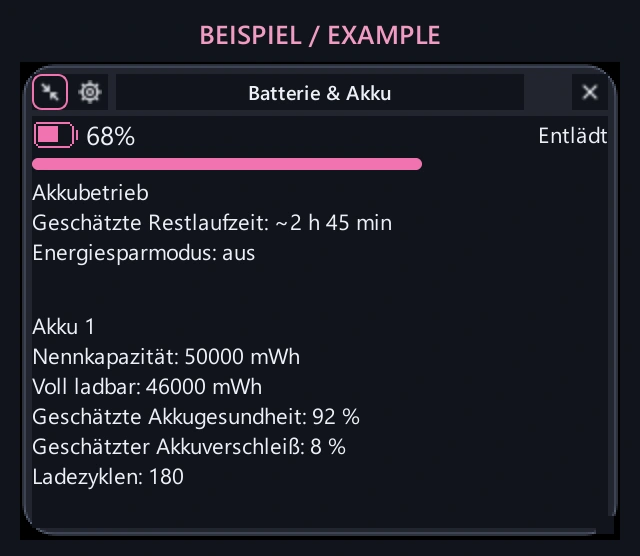 BEISPIEL / EXAMPLE
Batterie & Akku
68%
Entlädt
Akkubetrieb
Geschätzte Restlaufzeit: ~2 h 45 min
Energiesparmodus: aus
Akku 1
Nennkapazität: 50000 mWh
Voll ladbar: 46000 mWh
Geschätzte Akkugesundheit: 92 %
Geschätzter Akkuverschleiß: 8 %
Ladezyklen: 180